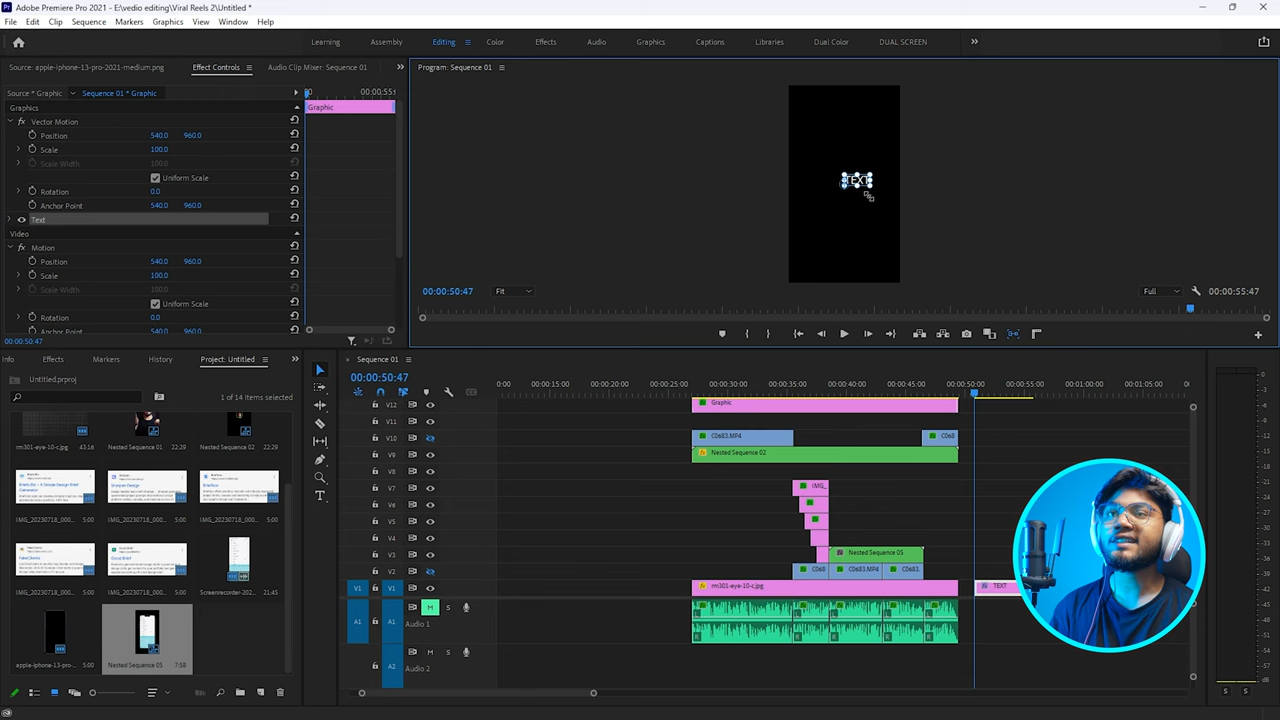 Adobe Premiere Pro 2021 - E:\vedio editing\Viral Reels 2\Untitled *
File Edit Clip Sequence Markers Graphics View Window Help
Learning Assembly Editing Color Effects Audio Graphics Captions Libraries Dual Color DUAL SCREEN
Source: apple-iphone-13-pro-2021-medium.png Effect Controls Audio Clip Mixer: Sequence 01
Program: Sequence 01
Source * Graphic Sequence 01 * Graphic
Graphics
Graphic
Vector Motion
Position 540.0 960.0
Scale 100.0
Scale Width 100.0
Uniform Scale
Rotation 0.0
Anchor Point 540.0 960.0
Text
Video
Motion
Position 540.0 960.0
Scale 100.0
Scale Width 100.0
Uniform Scale
Rotation 0.0
Anchor Point 540.0 960.0
00:00:50:47
TEXT
00:00:50:47 Fit Full 00:00:55:47
Info Effects Markers History Project: Untitled
Untitled.prproj
1 of 14 items selected
rm301-eye-10-c.jpg 43:16 Nested Sequence 01 22:29 Nested Sequence 02 22:29
IMG_20230718_000... 5:00 IMG_20230718_000... 5:00 IMG_20230718_000... 5:00
IMG_20230718_000... 5:00 IMG_20230718_000... 5:00 Screenrecorder-202...
apple-iphone-13-pro-... 5:00 Nested Sequence 05 7:58
Sequence 01
00:00:50:47
0:00 00:00:15:00 00:00:20:00 00:00:25:00 00:00:30:00 00:00:35:00 00:00:40:00 00:00:45:00 00:00:50:00 00:00:55:00 00:01:00:00 00:01:05:00
V12 Graphic
V11
V10 C0683.MP4 C068
V9 Nested Sequence 02
V8
V7 IMG_
V6
V5
V4
V3 Nested Sequence 05
V2 C068 C0683.MP4 C0683.
V1 V1 rm301-eye-10-c.jpg TEXT
A1 A1 M S Audio 1
A2 M S Audio 2
S S